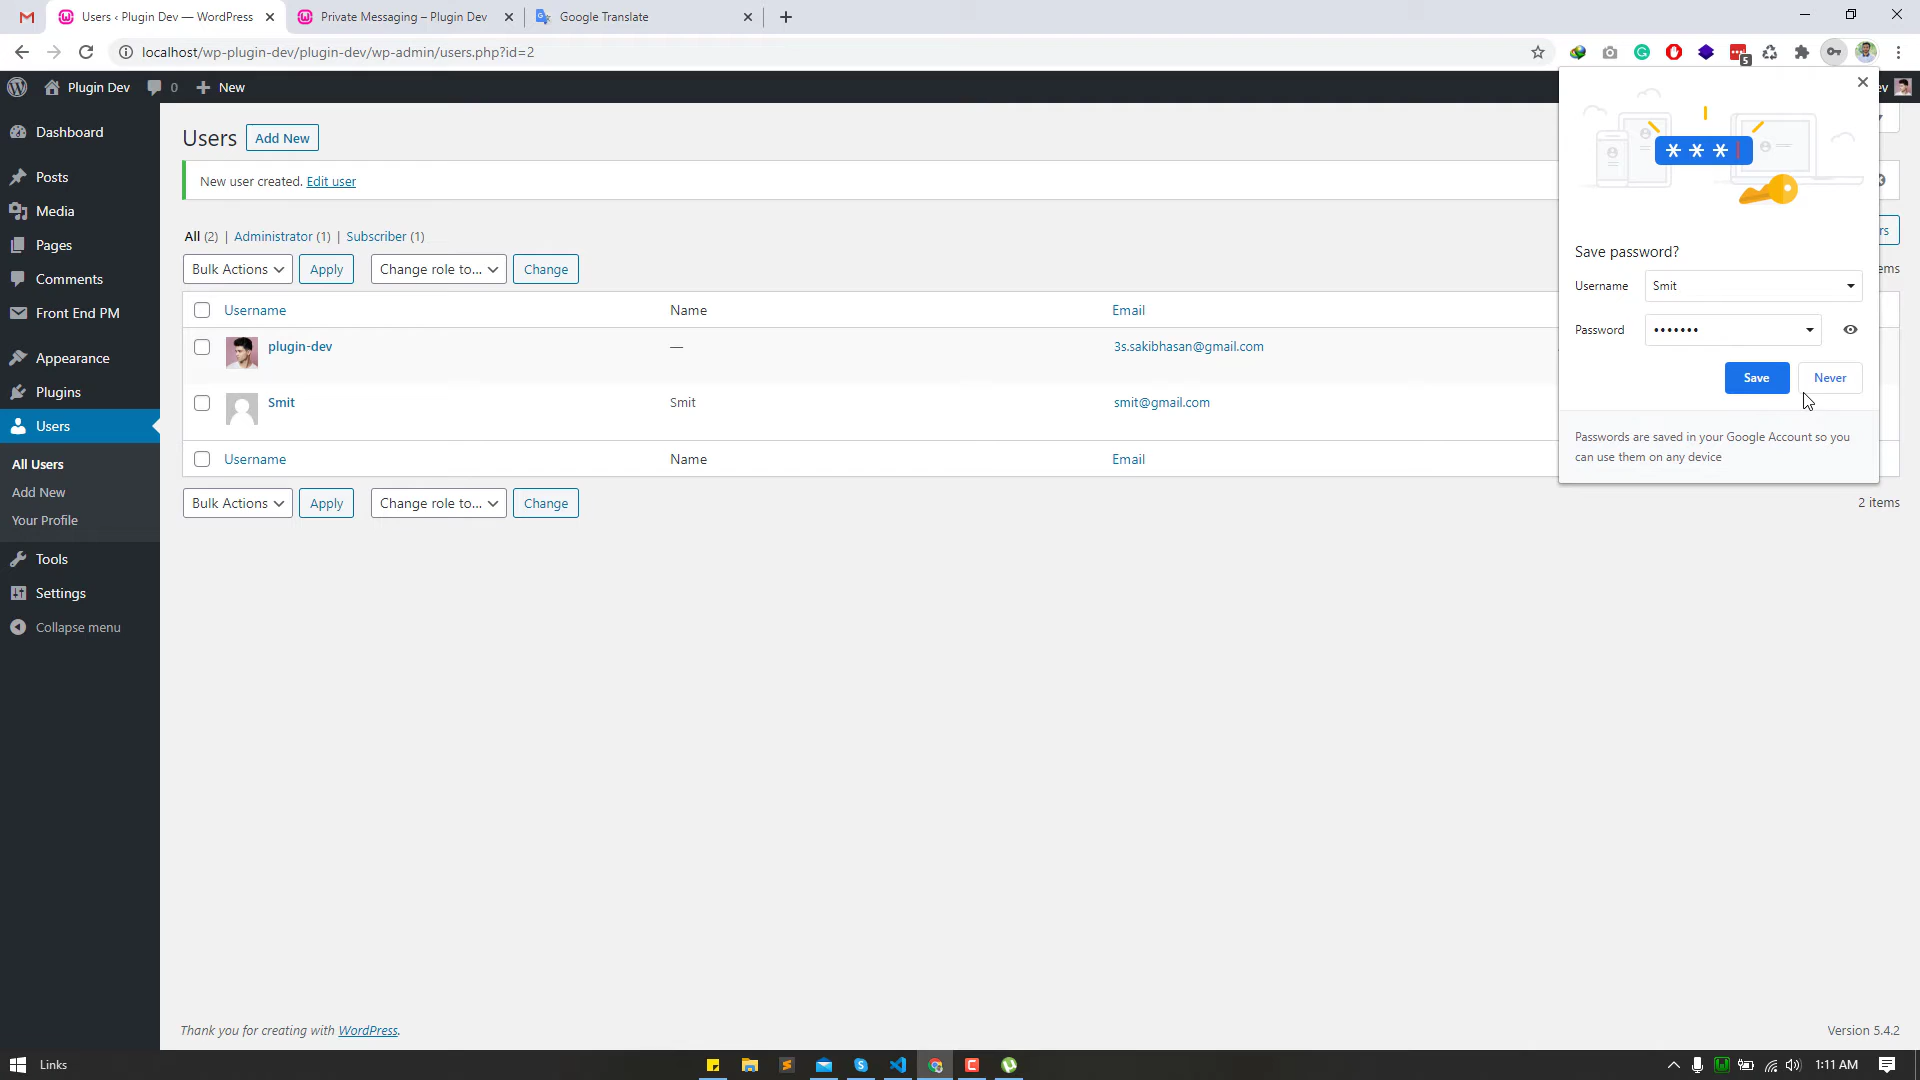 Users ‹ Plugin Dev — WordPress
Private Messaging – Plugin Dev
Google Translate
localhost/wp-plugin-dev/plugin-dev/wp-admin/users.php?id=2
5
Plugin Dev
0
New
Dashboard
Posts
Media
Pages
Comments
Front End PM
Appearance
Plugins
Users
All Users
Add New
Your Profile
Tools
Settings
Collapse menu
Users
Add New
New user created. Edit user
All (2) | Administrator (1) | Subscriber (1)
Bulk Actions
Apply
Change role to...
Change
Username
Name
Email
plugin-dev
—
3s.sakibhasan@gmail.com
Smit
Smit
smit@gmail.com
Username
Name
Email
Bulk Actions
Apply
Change role to...
Change
2 items
Save password?
Username
Smit
Password
•••••••
Save
Never
Passwords are saved in your Google Account so you
can use them on any device
Thank you for creating with WordPress.
Version 5.4.2
Links
1:11 AM